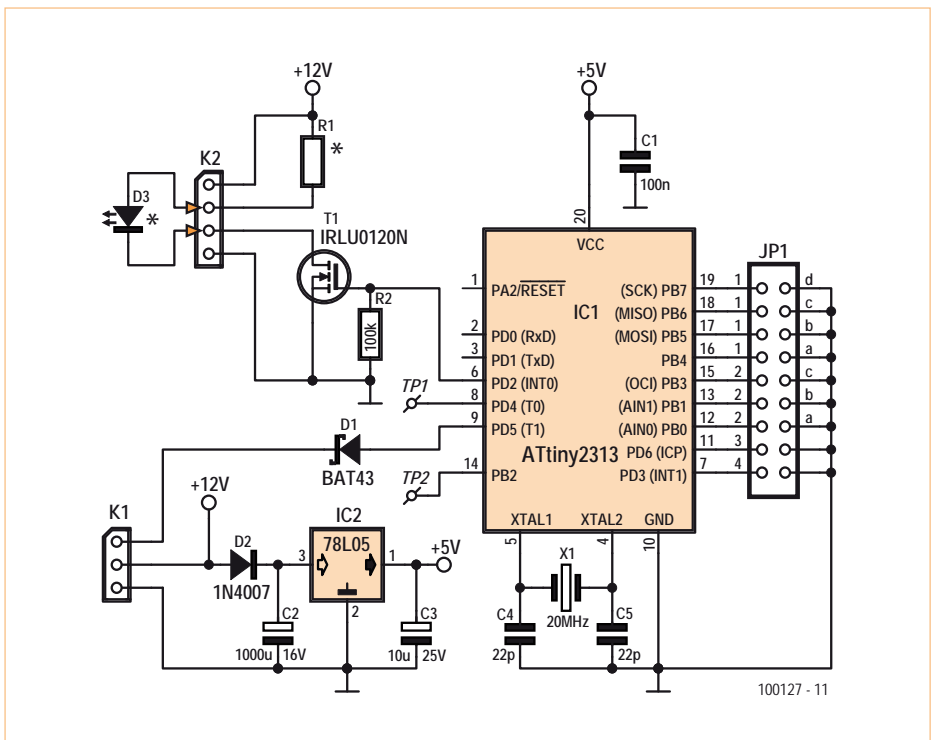 +12V
+5V
R1
*
C1
100n
K2
D3
*
T1
IRLU0120N
R2
100k
20
VCC
JP1
1
PA2/RESET
IC1
(SCK) PB7
19
1
d
(MISO) PB6
18
1
c
2
PD0 (RxD)
(MOSI) PB5
17
1
b
3
PD1 (TxD)
PB4
16
1
a
6
PD2 (INT0)
(OCI) PB3
15
2
c
TP1
8
PD4 (T0)
(AIN1) PB1
13
2
b
9
PD5 (T1)
(AIN0) PB0
12
2
a
D1
BAT43
ATtiny2313
PD6 (ICP)
11
3
TP2
14
PB2
PD3 (INT1)
7
4
XTAL1
XTAL2
GND
5
4
10
K1
+12V
D2
1N4007
IC2
78L05
3
1
2
+5V
C2
1000u
16V
C3
10u
25V
X1
20MHz
C4
22p
C5
22p
100127 - 11